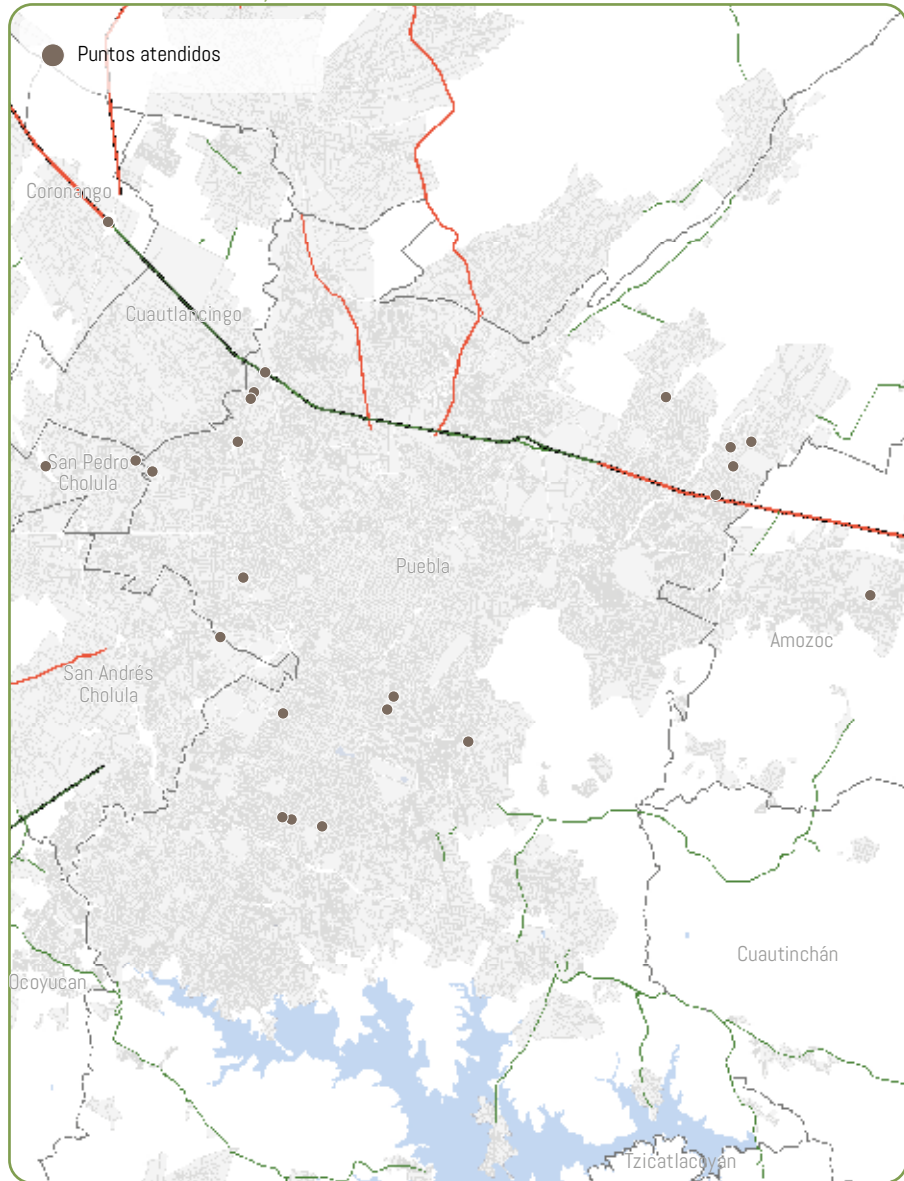 Puntos atendidos
Coronango
Cuautlancingo
San Pedro
Cholula
Puebla
Amozoc
San Andrés
Cholula
Cuautinchán
Ocoyucan
Tzicatlacoyan